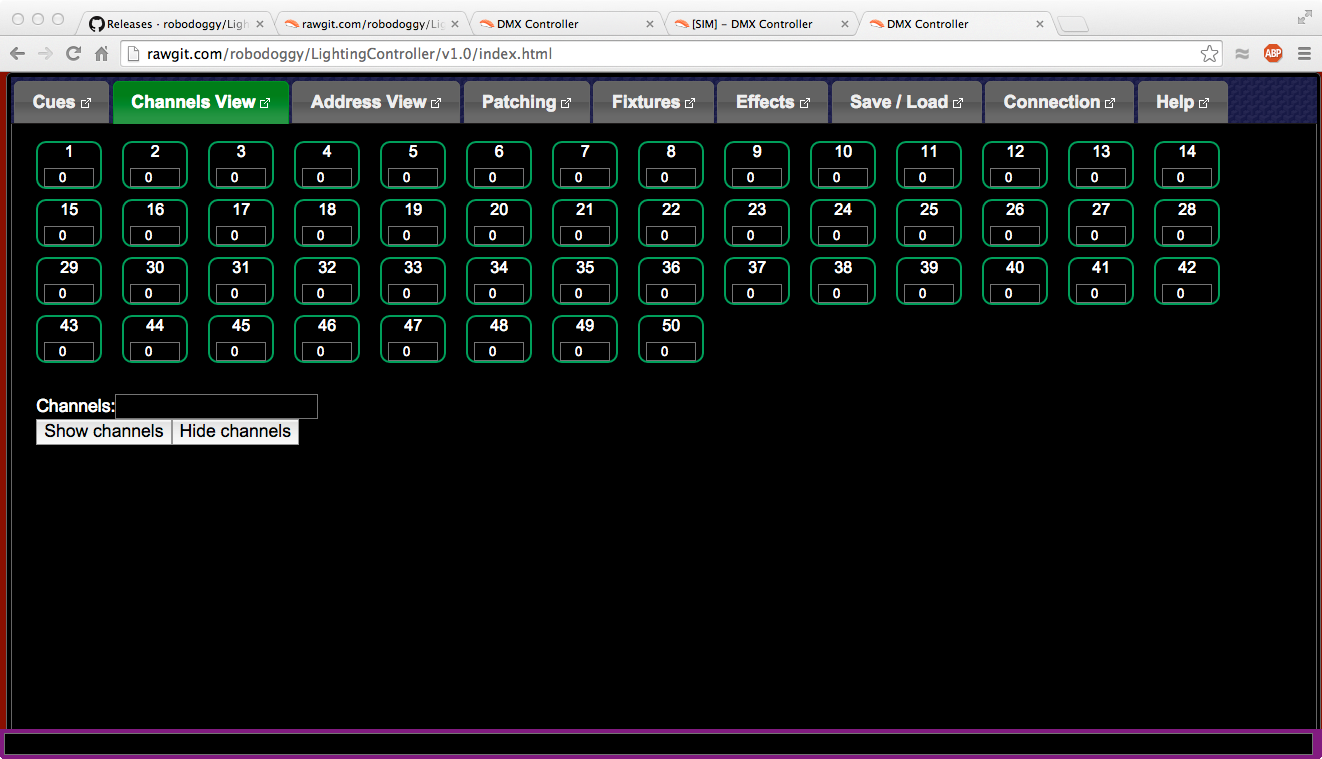 Releases · robodoggy/Ligh rawgit.com/robodoggy/Lig DMX Controller [SIM] – DMX Controller DMX Controller
rawgit.com/robodoggy/LightingController/v1.0/index.html ABP
Cues Channels View Address View Patching Fixtures Effects Save / Load Connection Help
1 2 3 4 5 6 7 8 9 10 11 12 13 14
0 0 0 0 0 0 0 0 0 0 0 0 0 0
15 16 17 18 19 20 21 22 23 24 25 26 27 28
0 0 0 0 0 0 0 0 0 0 0 0 0 0
29 30 31 32 33 34 35 36 37 38 39 40 41 42
0 0 0 0 0 0 0 0 0 0 0 0 0 0
43 44 45 46 47 48 49 50
0 0 0 0 0 0 0 0
Channels:
Show channels Hide channels